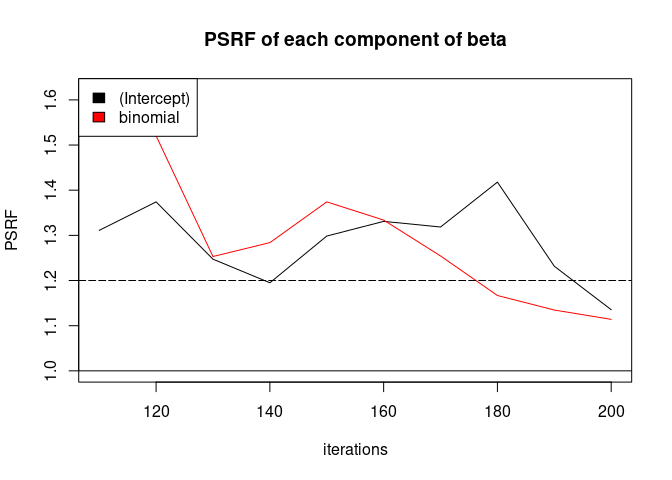 PSRF of each component of beta
(Intercept)
binomial
PSRF
1.6
1.5
1.4
1.3
1.2
1.1
1.0
120 140 160 180 200
iterations